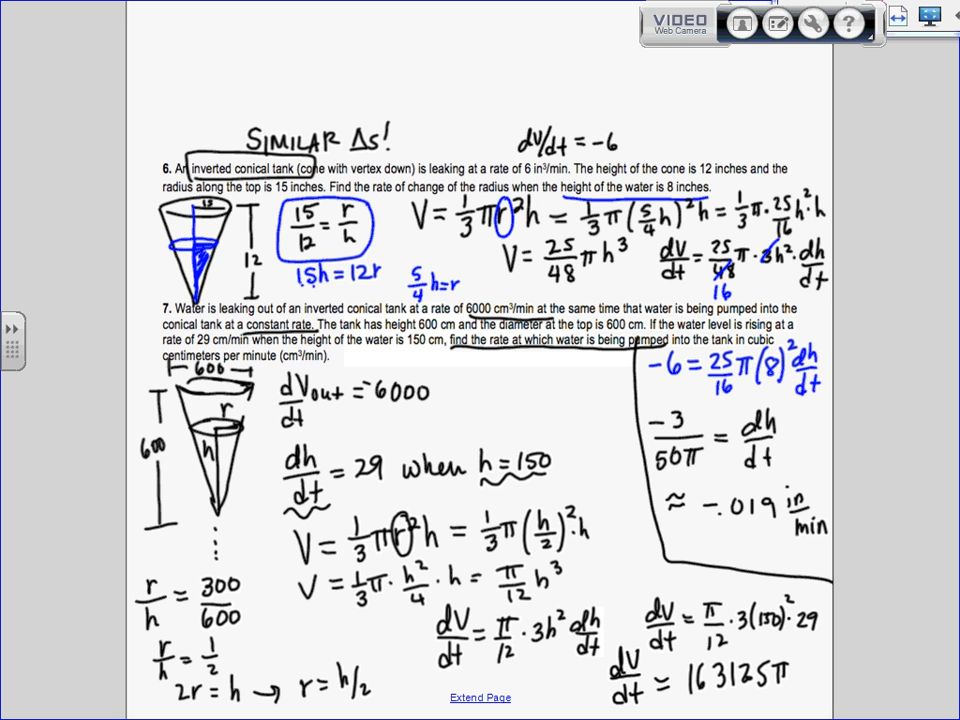 VIDEO
Web Camera
SIMILAR Δs!
dV/dt = -6
6. An inverted conical tank (cone with vertex down) is leaking at a rate of 6 in³/min. The height of the cone is 12 inches and the
radius along the top is 15 inches. Find the rate of change of the radius when the height of the water is 8 inches.
15
12
15/12 = r/h
15h = 12r
5/4 h = r
V = 1/3 πr²h = 1/3 π(5/4 h)²h = 1/3 π · 25/16 h² · h
V = 25/48 πh³
dV/dt = 25/48 π · 3h² · dh/dt
16
7. Water is leaking out of an inverted conical tank at a rate of 6000 cm³/min at the same time that water is being pumped into the
conical tank at a constant rate. The tank has height 600 cm and the diameter at the top is 600 cm. If the water level is rising at a
rate of 29 cm/min when the height of the water is 150 cm, find the rate at which water is being pumped into the tank in cubic
centimeters per minute (cm³/min).
-6 = 25/16 π(8)² dh/dt
-3/50π = dh/dt
≈ -.019 in/min
600
r
h
600
dV out/dt = -6000
dh/dt = 29 when h = 150
V = 1/3 πr²h = 1/3 π(h/2)² · h
V = 1/3 π · h²/4 · h = π/12 h³
r/h = 300/600
r/h = 1/2
2r = h → r = h/2
dV/dt = π/12 · 3h² dh/dt
dV/dt = π/12 · 3(150)² · 29
dV/dt = 163125π
Extend Page